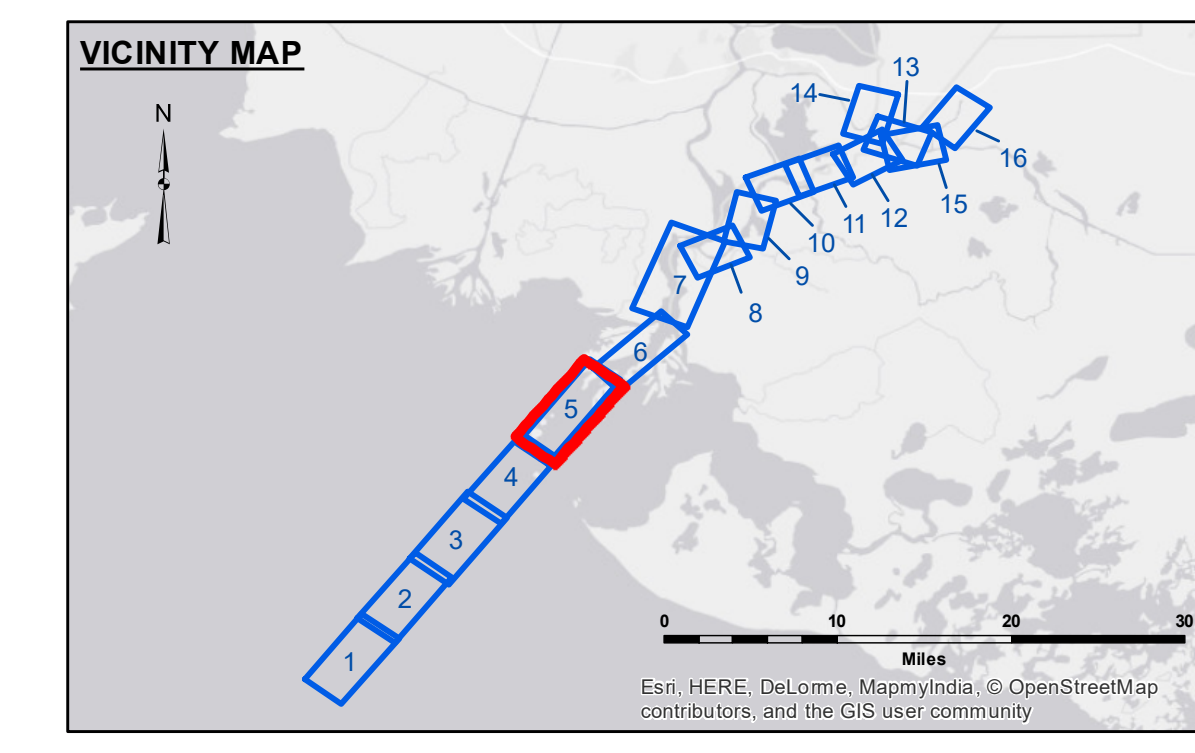 VICINITY MAP
N
13
14
16
15
12
11
10
9
8
7
6
5
4
3
2
1
0 10 20 30
Miles
Esri, HERE, DeLorme, MapmyIndia, © OpenStreetMap
contributors, and the GIS user community